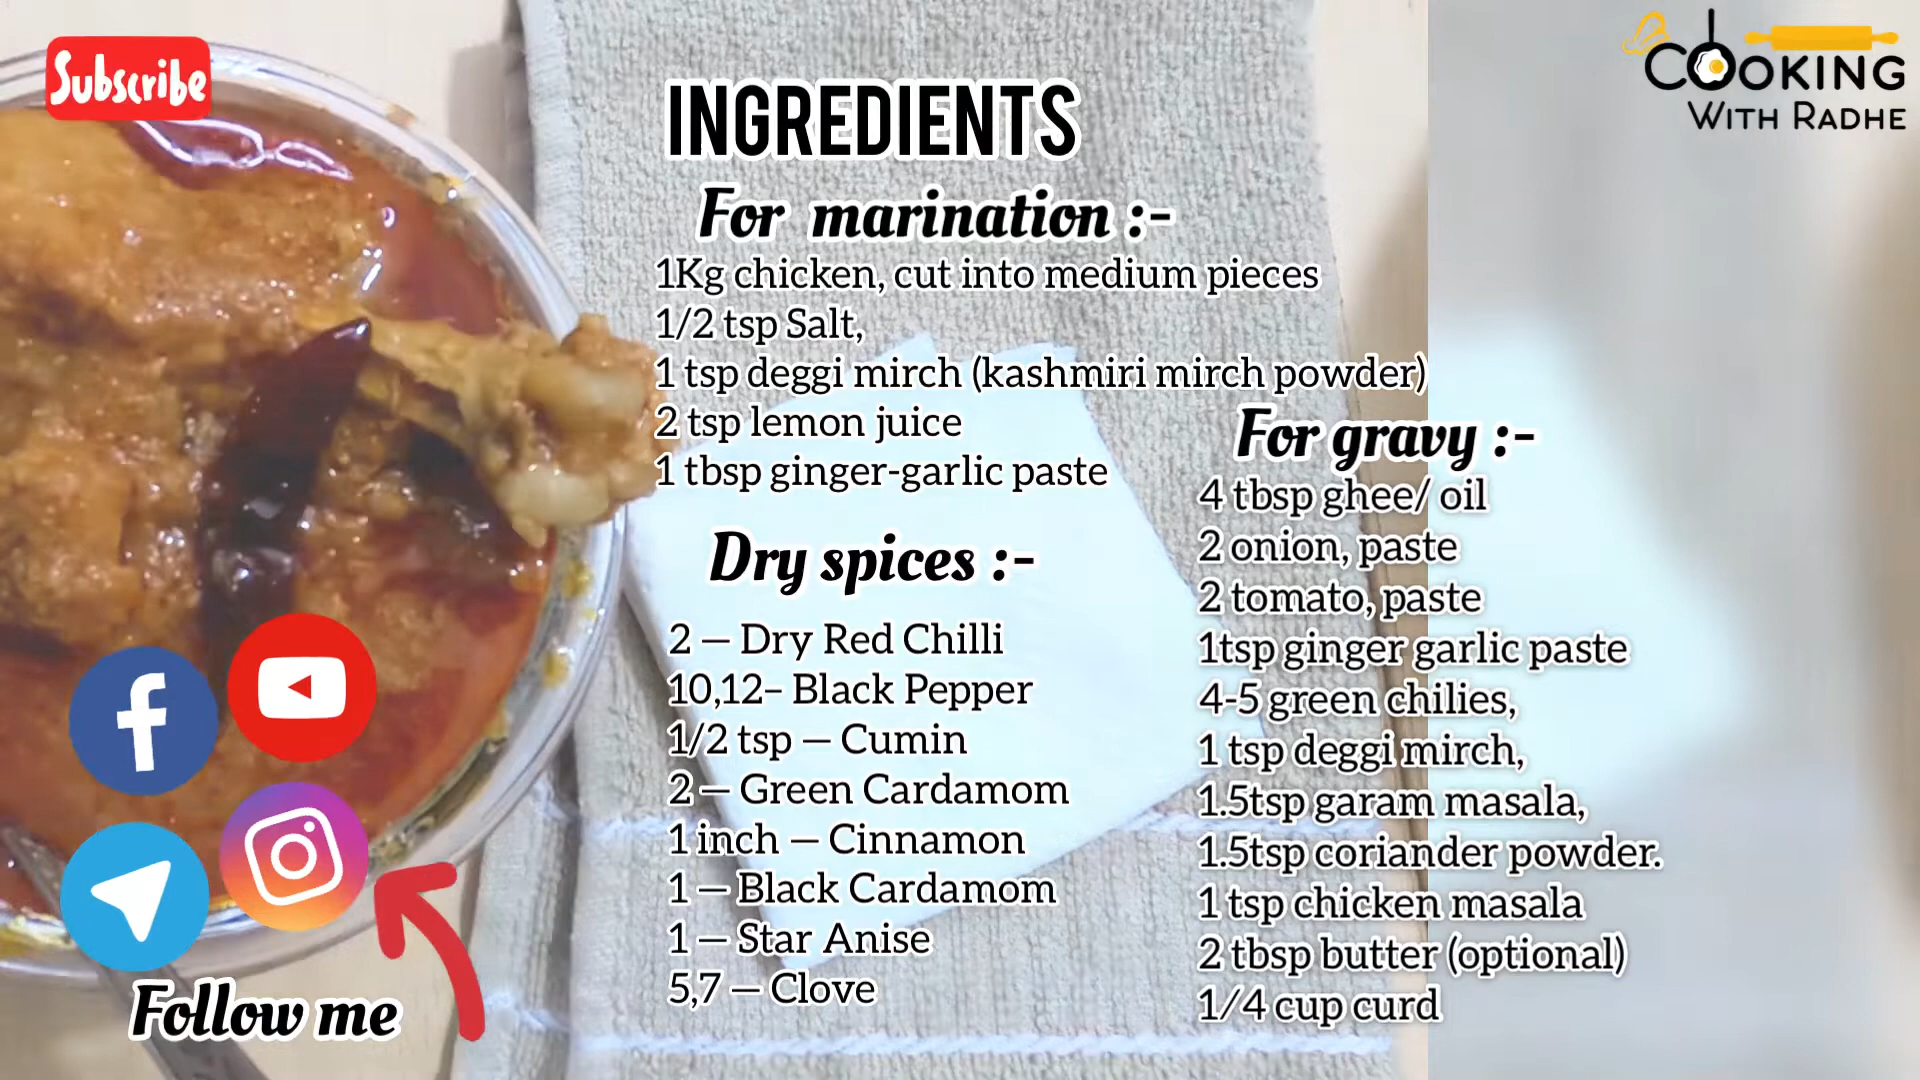 Subscribe
COOKING
WITH RADHE
INGREDIENTS
For marination :-
1Kg chicken, cut into medium pieces
1/2 tsp Salt,
1 tsp deggi mirch (kashmiri mirch powder)
2 tsp lemon juice
1 tbsp ginger-garlic paste
Dry spices :-
2 — Dry Red Chilli
10,12– Black Pepper
1/2 tsp — Cumin
2 — Green Cardamom
1 inch — Cinnamon
1 — Black Cardamom
1 — Star Anise
5,7 — Clove
For gravy :-
4 tbsp ghee/ oil
2 onion, paste
2 tomato, paste
1tsp ginger garlic paste
4-5 green chilies,
1 tsp deggi mirch,
1.5tsp garam masala,
1.5tsp coriander powder.
1 tsp chicken masala
2 tbsp butter (optional)
1/4 cup curd
Follow me